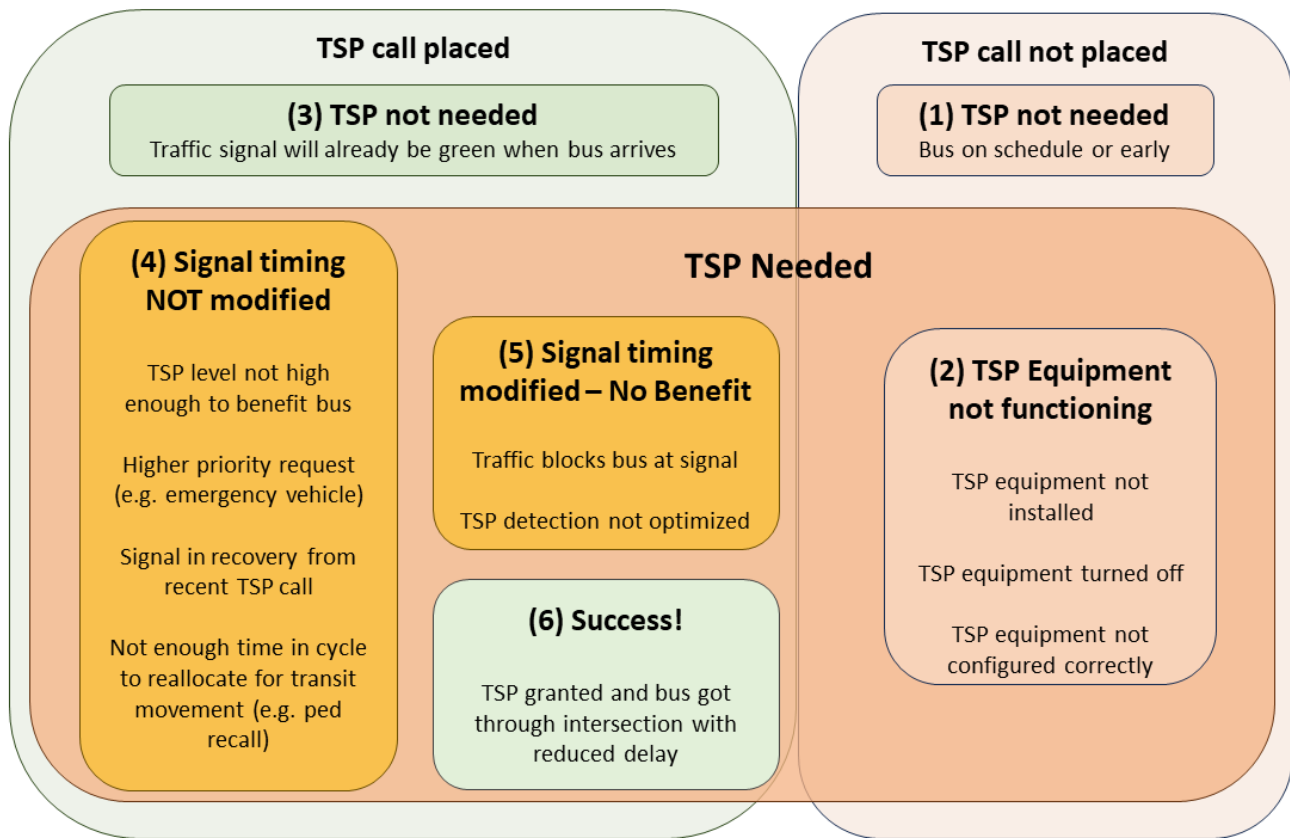 TSP call placed
TSP call not placed
(3) TSP not needed
Traffic signal will already be green when bus arrives
(1) TSP not needed
Bus on schedule or early
TSP Needed
(4) Signal timing
NOT modified
TSP level not high
enough to benefit bus
Higher priority request
(e.g. emergency vehicle)
Signal in recovery from
recent TSP call
Not enough time in cycle
to reallocate for transit
movement (e.g. ped
recall)
(5) Signal timing
modified – No Benefit
Traffic blocks bus at signal
TSP detection not optimized
(6) Success!
TSP granted and bus got
through intersection with
reduced delay
(2) TSP Equipment
not functioning
TSP equipment not
installed
TSP equipment turned off
TSP equipment not
configured correctly